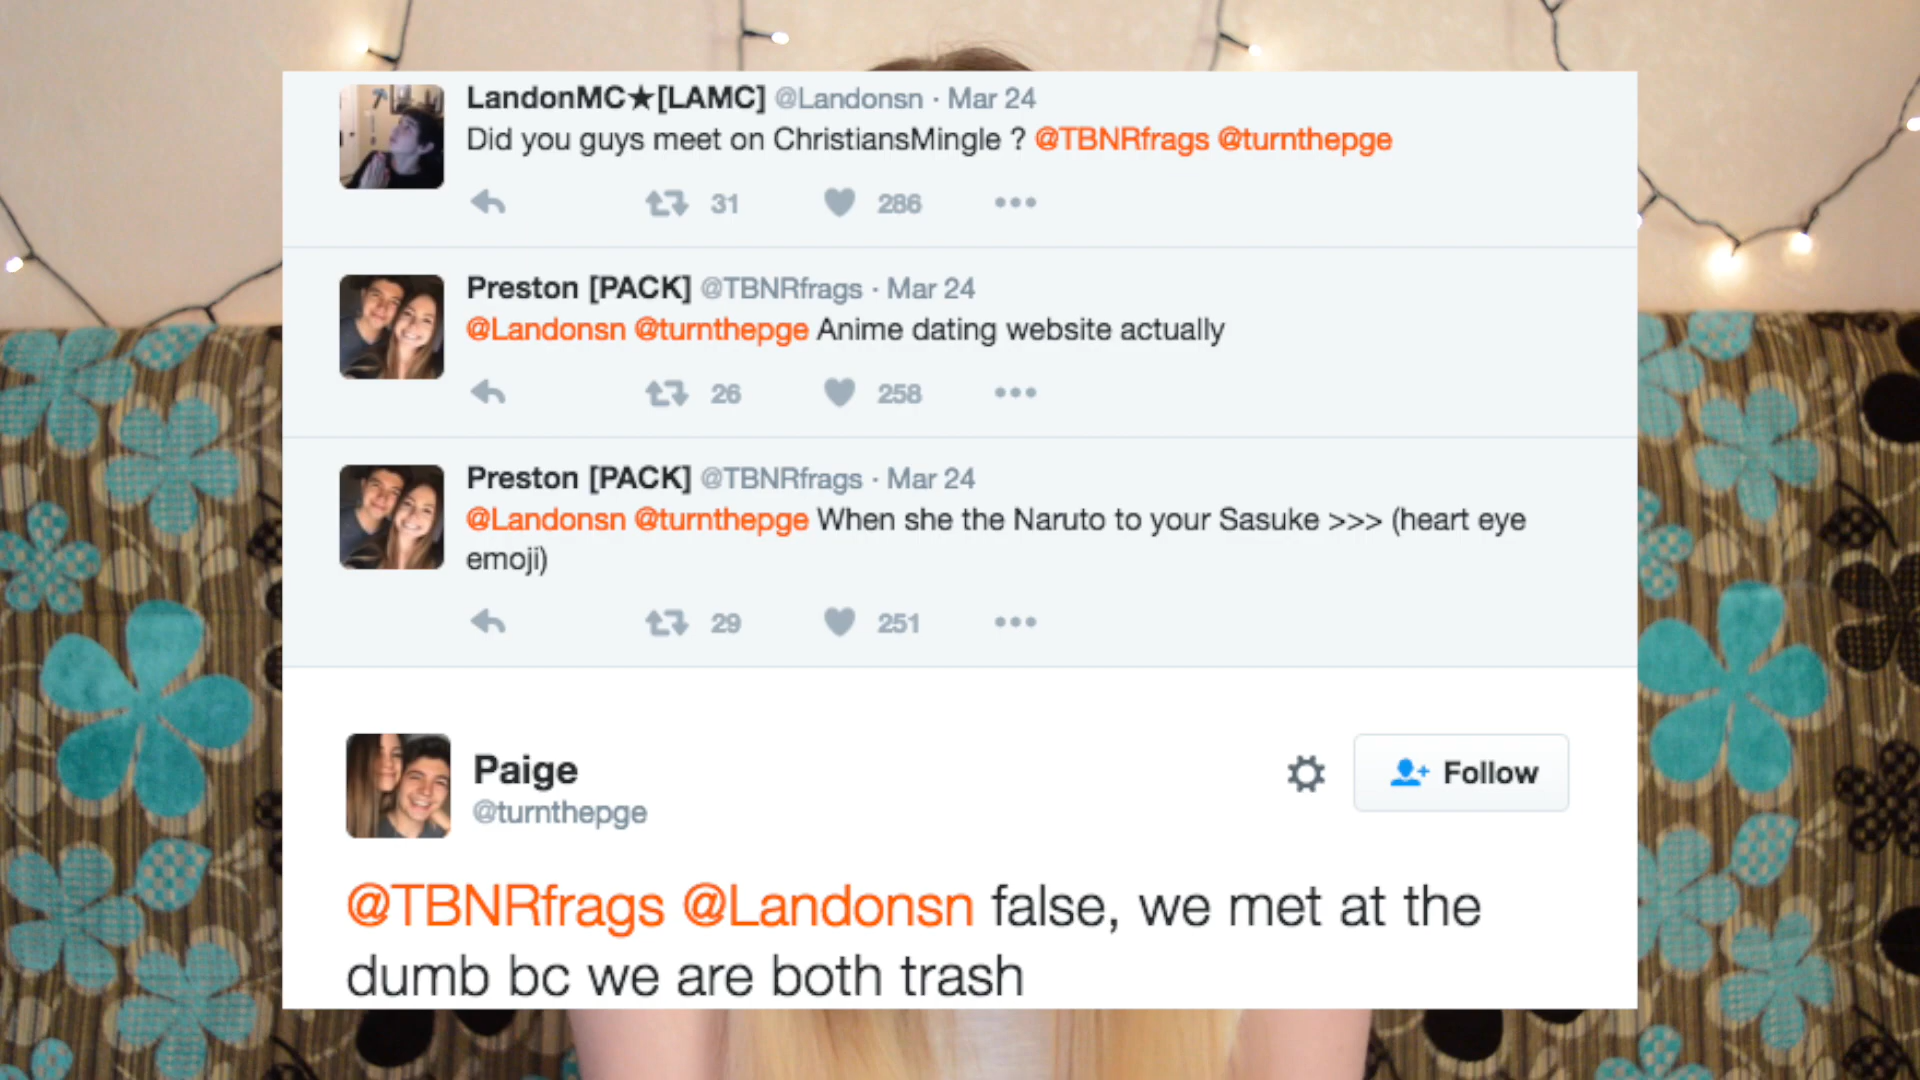 LandonMC★[LAMC] @Landonsn · Mar 24
Did you guys meet on ChristiansMingle ? @TBNRfrags @turnthepge
31 286
Preston [PACK] @TBNRfrags · Mar 24
@Landonsn @turnthepge Anime dating website actually
26 258
Preston [PACK] @TBNRfrags · Mar 24
@Landonsn @turnthepge When she the Naruto to your Sasuke >>> (heart eye
emoji)
29 251
Paige
@turnthepge
Follow
@TBNRfrags @Landonsn false, we met at the
dumb bc we are both trash